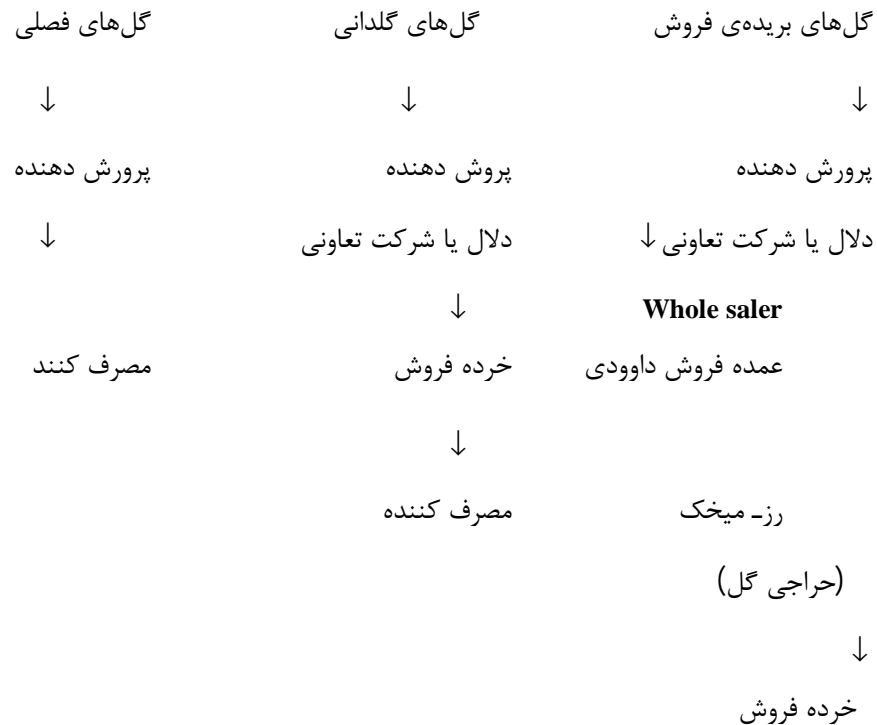 گل‌های بریده‌ی فروش گل‌های گلدانی گل‌های فصلی
↓ ↓ ↓
پرورش دهنده پروش دهنده پرورش دهنده
دلال یا شرکت تعاونی ↓ دلال یا شرکت تعاونی ↓
Whole saler ↓
عمده فروش داوودی خرده فروش مصرف کنند
↓
رزـ میخک مصرف کننده
(حراجی گل)
↓
خرده فروش